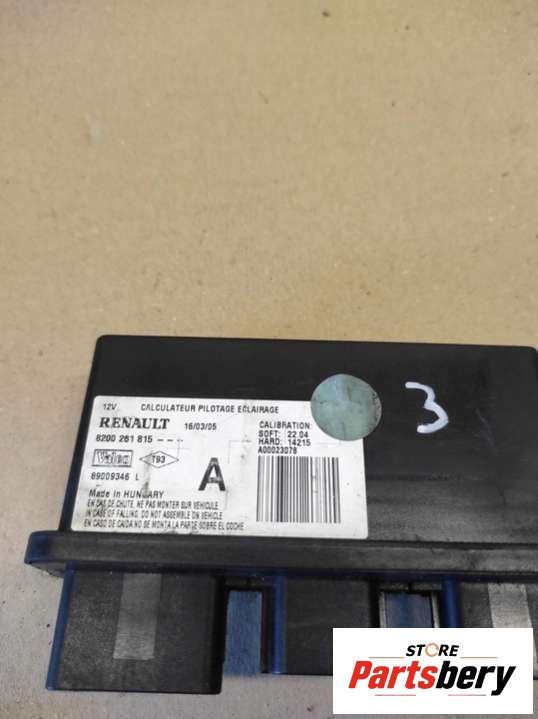 12V CALCULATEUR PILOTAGE ECLAIRAGE
RENAULT 16/03/05
8200 261 815 ----
CALIBRATION:
SOFT: 22.04
HARD: 14215
A00023078
Valeo T93
89009346 L
A
Made in HUNGARY
EN CAS DE CHUTE, NE PAS MONTER SUR VEHICULE
IN CASE OF FALLING, DO NOT ASSEMBLE ON VEHICLE
EN CASO DE CAIDA NO SE MONTA LA PARTE SOBRE EL COCHE
3
STORE
Partsbery